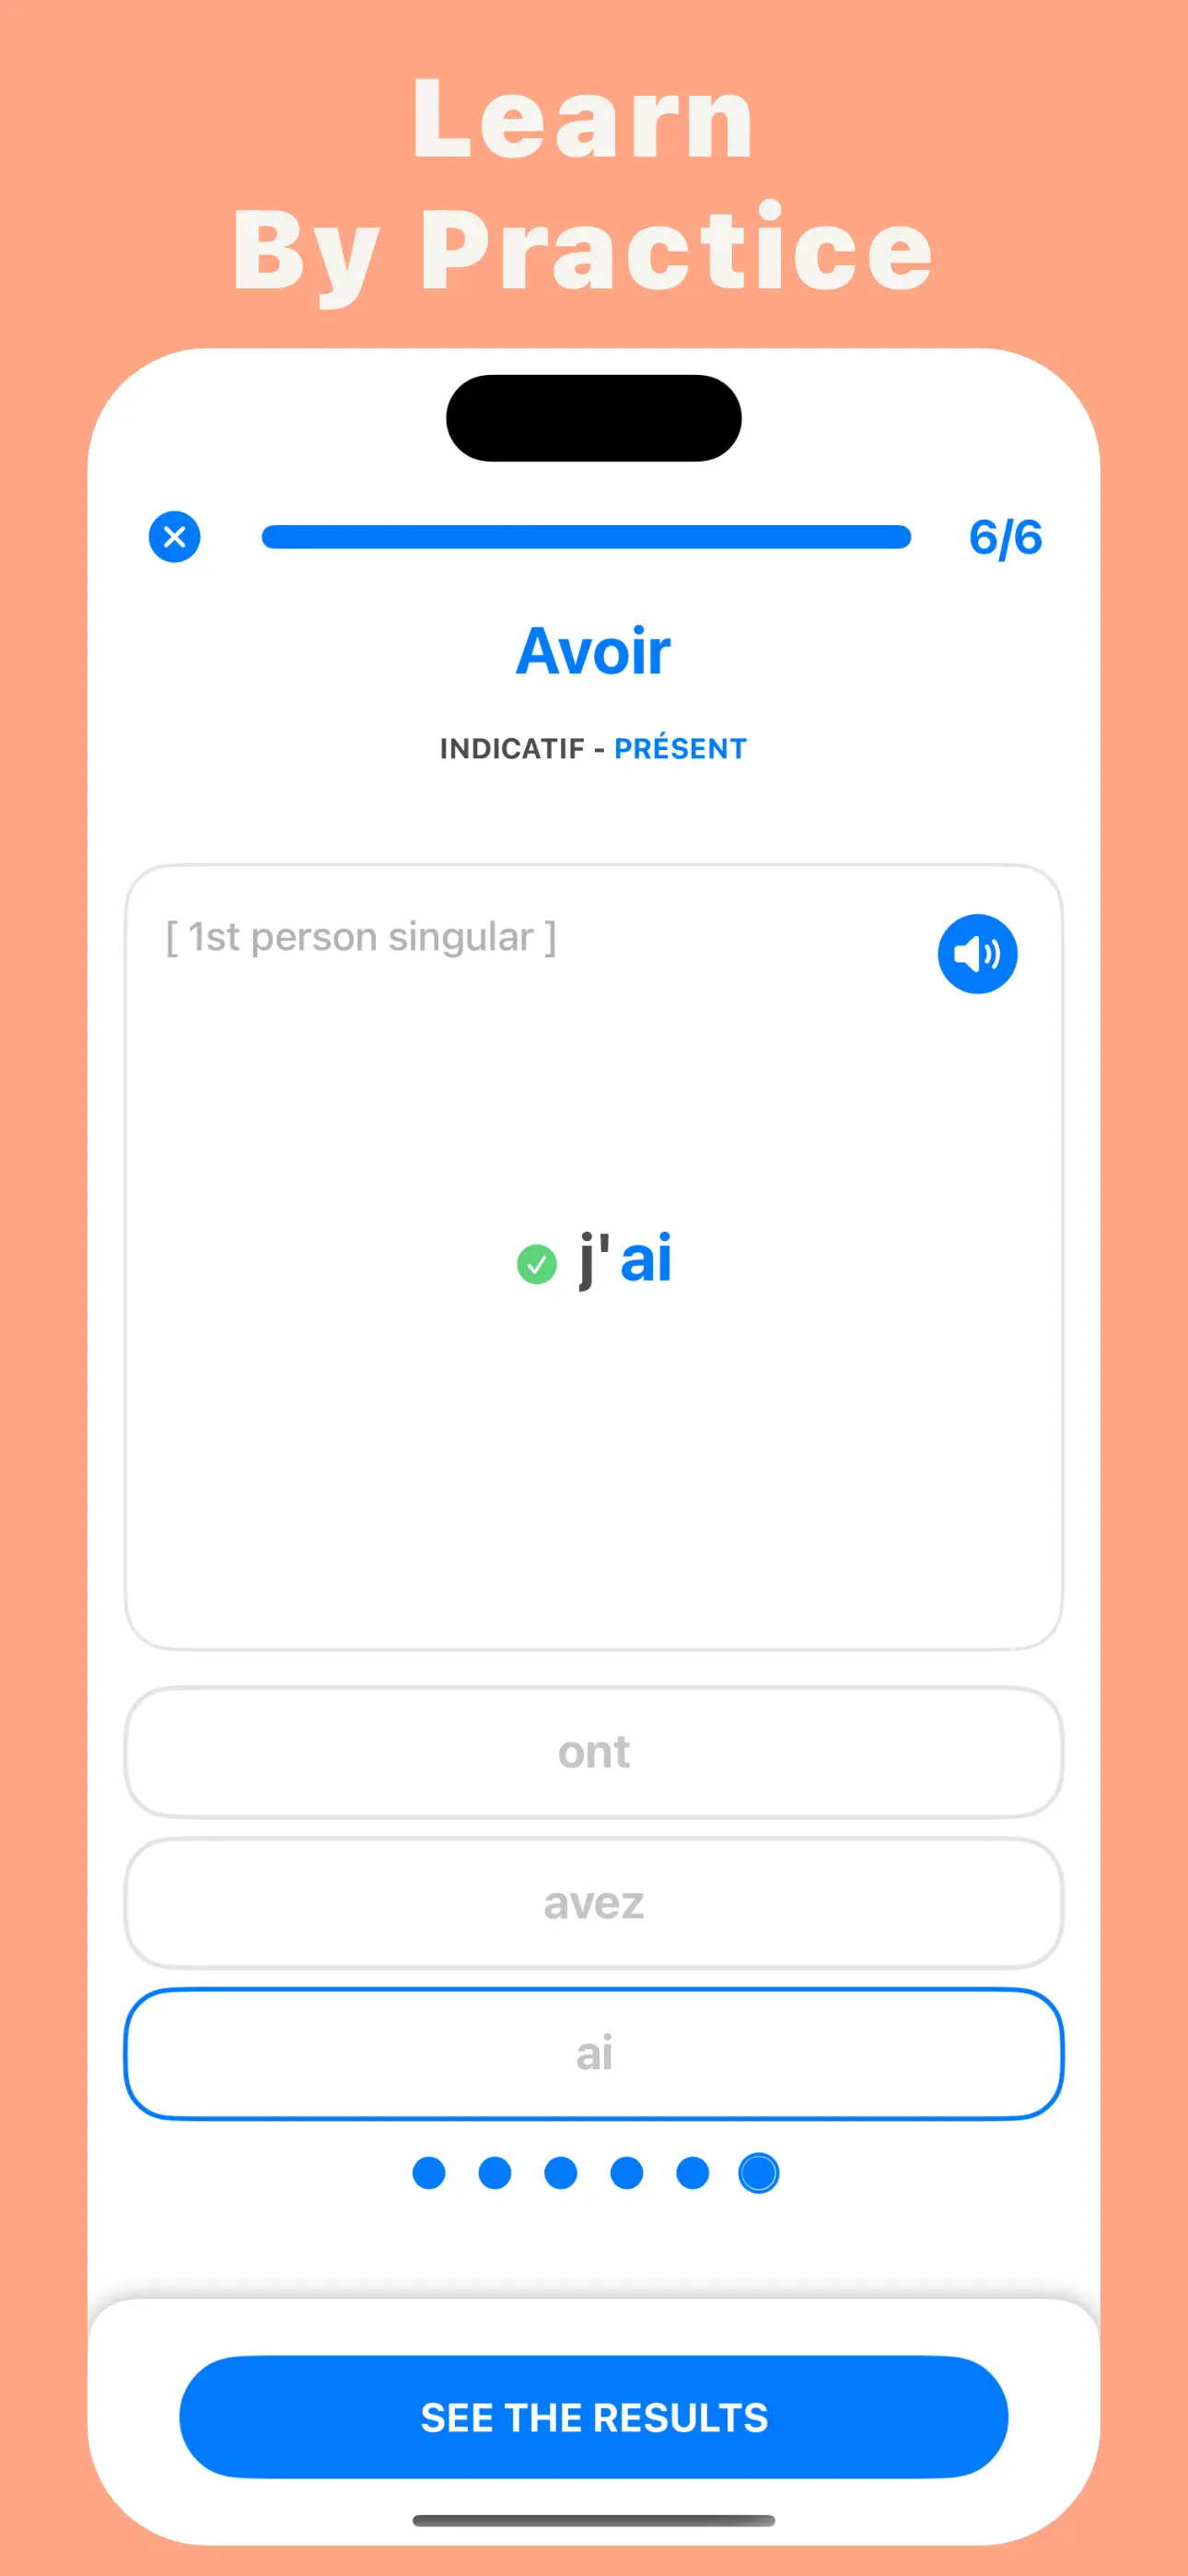 Learn
By Practice
6/6
Avoir
INDICATIF - PRÉSENT
[ 1st person singular ]
j'ai
ont
avez
ai
SEE THE RESULTS